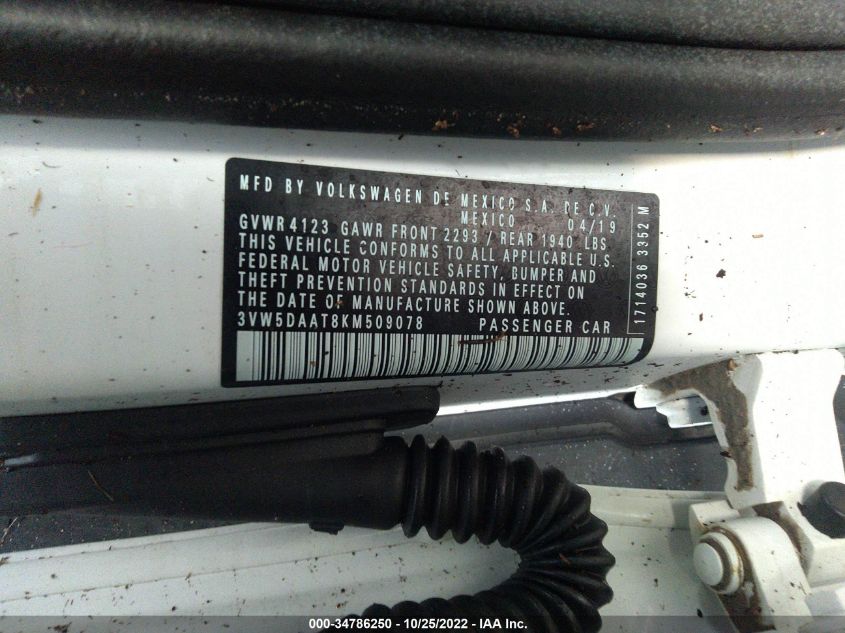 MFD BY VOLKSWAGEN DE MEXICO S.A. DE C.V.
MEXICO 04/19
GVWR 4123 GAWR FRONT 2293 / REAR 1940 LBS
THIS VEHICLE CONFORMS TO ALL APPLICABLE U.S.
FEDERAL MOTOR VEHICLE SAFETY, BUMPER AND
THEFT PREVENTION STANDARDS IN EFFECT ON
THE DATE OF MANUFACTURE SHOWN ABOVE.
3VW5DAAT8KM509078 PASSENGER CAR
1714036 3352 M
000-34786250 - 10/25/2022 - IAA Inc.